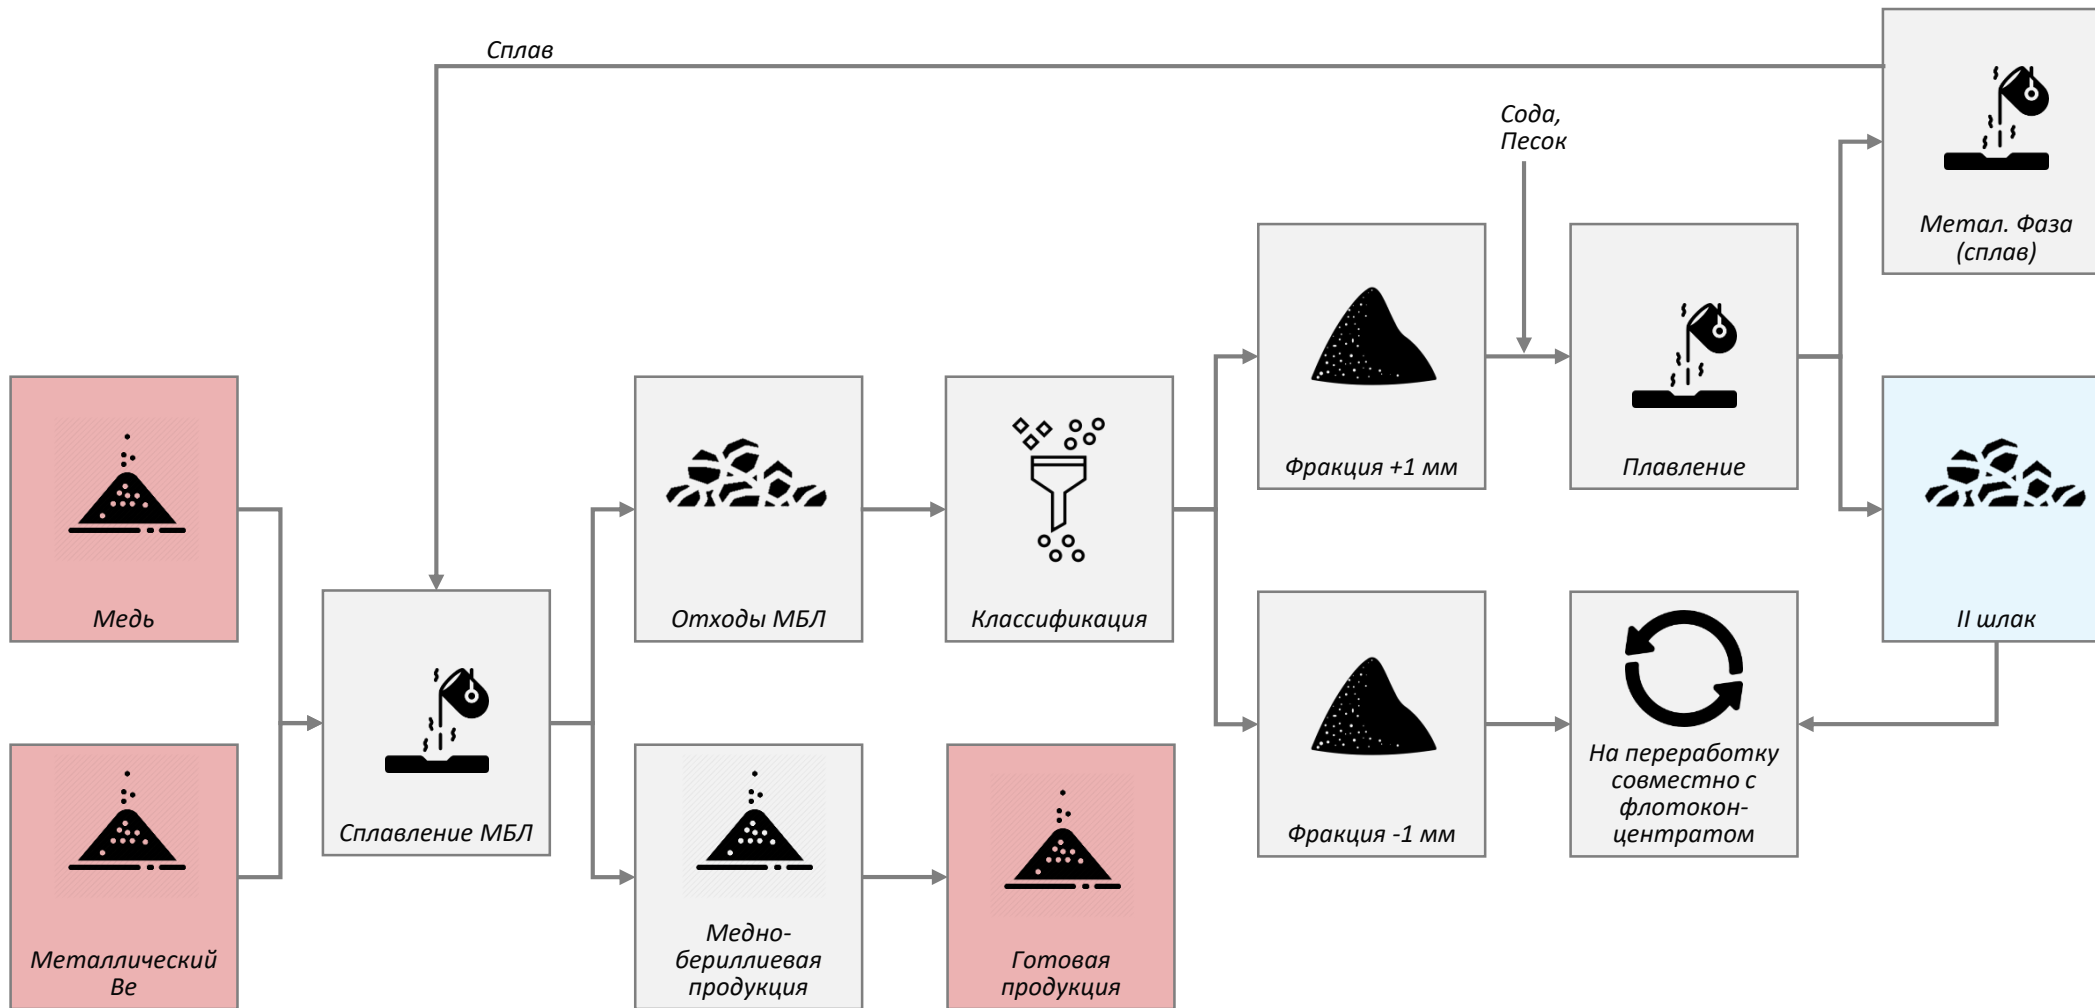 Сплав
Сода,
Песок
Метал. Фаза
(сплав)
Фракция +1 мм
Плавление
Медь
Отходы МБЛ
Классификация
II шлак
Сплавление МБЛ
Фракция -1 мм
На переработку
совместно с
флотокон-
центратом
Металлический
Be
Медно-
бериллиевая
продукция
Готовая
продукция